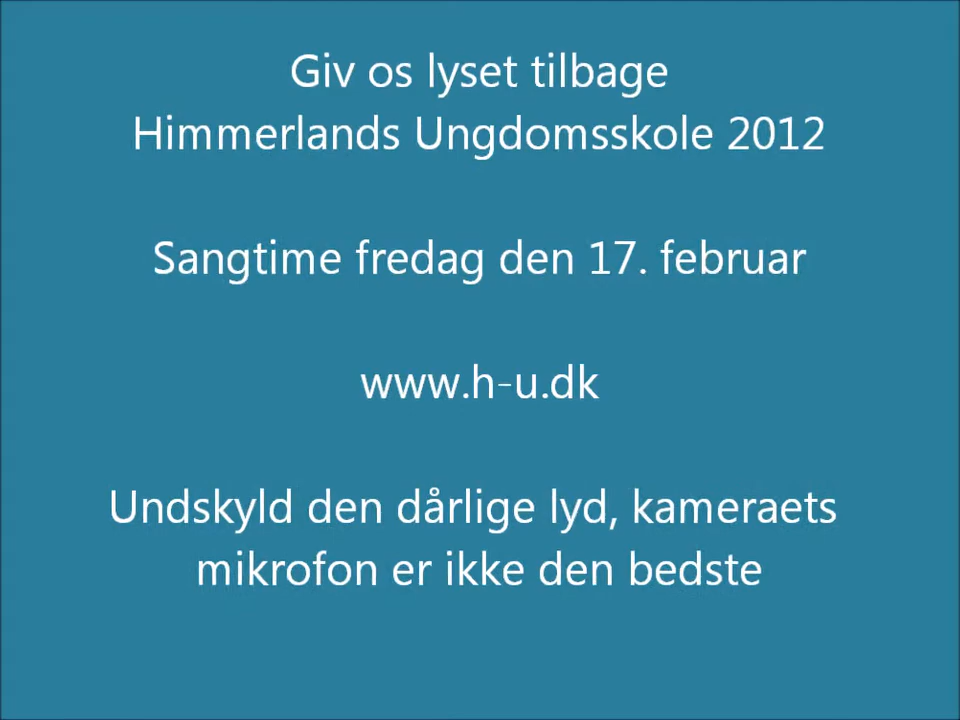 Giv os lyset tilbage
Himmerlands Ungdomsskole 2012
Sangtime fredag den 17. februar
www.h-u.dk
Undskyld den dårlige lyd, kameraets
mikrofon er ikke den bedste